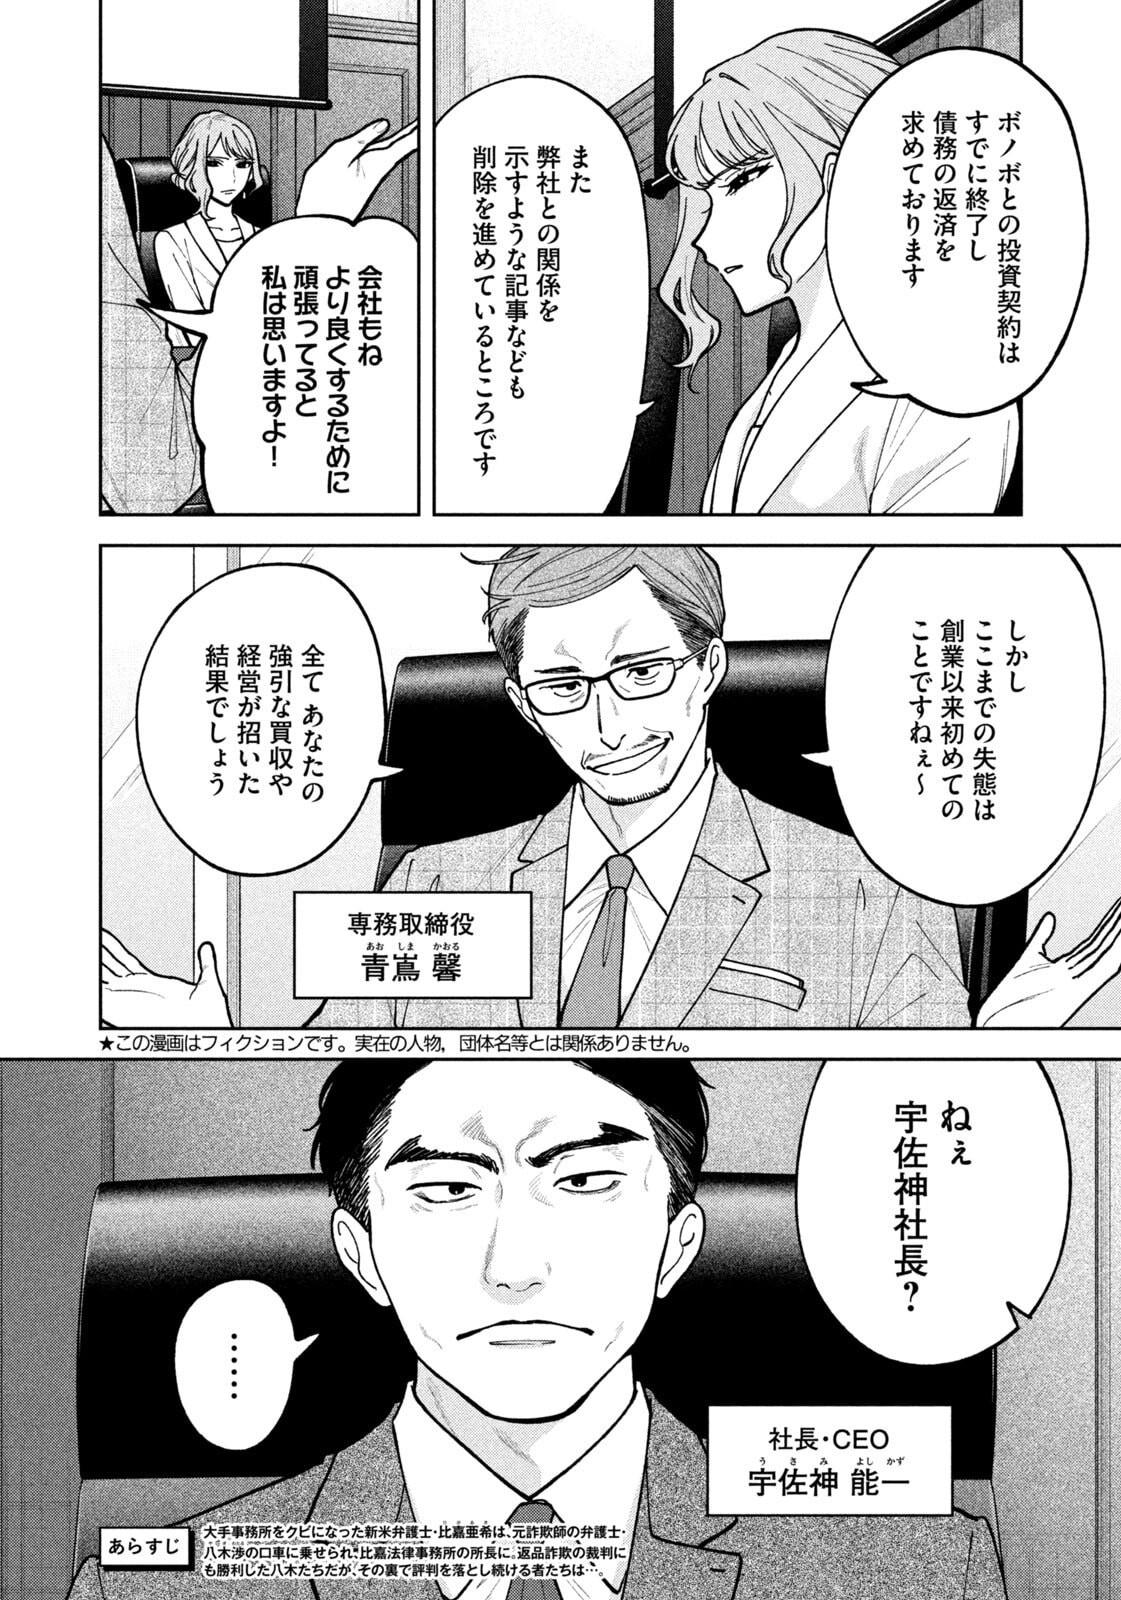 ボノボとの投資契約は
すでに終了し
債務の返済を
求めております
また
弊社との関係を
示すような記事なども
削除を進めているところです
会社もね
より良くするために
頑張ってると
私は思いますよ！
しかし
ここまでの失態は
創業以来初めての
ことですねぇ〜
全て あなたの
強引な買収や
経営が招いた
結果でしょう
専務取締役
青嶌 馨
あお しま かおる
★この漫画はフィクションです。実在の人物，団体名等とは関係ありません。
ねぇ
宇佐神社長？
……
社長・CEO
宇佐神 能一
うさみ よしかず
あらすじ
大手事務所をクビになった新米弁護士・比嘉亜希は、元詐欺師の弁護士・
八木渉の口車に乗せられ、比嘉法律事務所の所長に。返品詐欺の裁判に
も勝利した八木たちだが、その裏で評判を落とし続ける者たちは…。